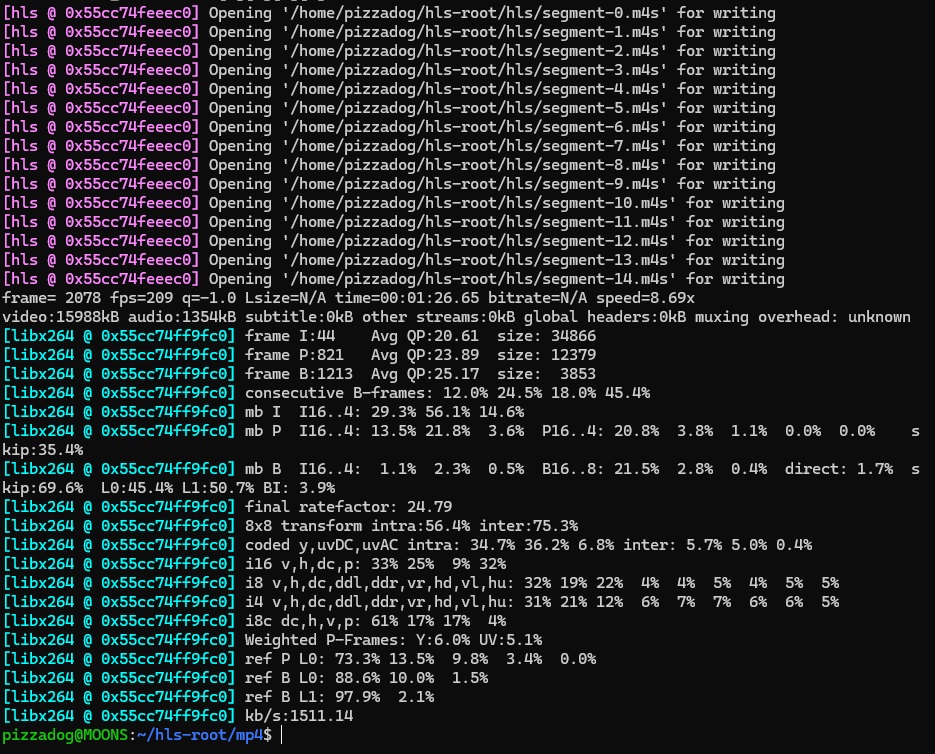 [hls @ 0x55cc74feeec0] Opening '/home/pizzadog/hls-root/hls/segment-0.m4s' for writing
[hls @ 0x55cc74feeec0] Opening '/home/pizzadog/hls-root/hls/segment-1.m4s' for writing
[hls @ 0x55cc74feeec0] Opening '/home/pizzadog/hls-root/hls/segment-2.m4s' for writing
[hls @ 0x55cc74feeec0] Opening '/home/pizzadog/hls-root/hls/segment-3.m4s' for writing
[hls @ 0x55cc74feeec0] Opening '/home/pizzadog/hls-root/hls/segment-4.m4s' for writing
[hls @ 0x55cc74feeec0] Opening '/home/pizzadog/hls-root/hls/segment-5.m4s' for writing
[hls @ 0x55cc74feeec0] Opening '/home/pizzadog/hls-root/hls/segment-6.m4s' for writing
[hls @ 0x55cc74feeec0] Opening '/home/pizzadog/hls-root/hls/segment-7.m4s' for writing
[hls @ 0x55cc74feeec0] Opening '/home/pizzadog/hls-root/hls/segment-8.m4s' for writing
[hls @ 0x55cc74feeec0] Opening '/home/pizzadog/hls-root/hls/segment-9.m4s' for writing
[hls @ 0x55cc74feeec0] Opening '/home/pizzadog/hls-root/hls/segment-10.m4s' for writing
[hls @ 0x55cc74feeec0] Opening '/home/pizzadog/hls-root/hls/segment-11.m4s' for writing
[hls @ 0x55cc74feeec0] Opening '/home/pizzadog/hls-root/hls/segment-12.m4s' for writing
[hls @ 0x55cc74feeec0] Opening '/home/pizzadog/hls-root/hls/segment-13.m4s' for writing
[hls @ 0x55cc74feeec0] Opening '/home/pizzadog/hls-root/hls/segment-14.m4s' for writing
frame= 2078 fps=209 q=-1.0 Lsize=N/A time=00:01:26.65 bitrate=N/A speed=8.69x
video:15988kB audio:1354kB subtitle:0kB other streams:0kB global headers:0kB muxing overhead: unknown
[libx264 @ 0x55cc74ff9fc0] frame I:44    Avg QP:20.61  size: 34866
[libx264 @ 0x55cc74ff9fc0] frame P:821   Avg QP:23.89  size: 12379
[libx264 @ 0x55cc74ff9fc0] frame B:1213  Avg QP:25.17  size:  3853
[libx264 @ 0x55cc74ff9fc0] consecutive B-frames: 12.0% 24.5% 18.0% 45.4%
[libx264 @ 0x55cc74ff9fc0] mb I  I16..4: 29.3% 56.1% 14.6%
[libx264 @ 0x55cc74ff9fc0] mb P  I16..4: 13.5% 21.8%  3.6%  P16..4: 20.8%  3.8%  1.1%  0.0%  0.0%    s
kip:35.4%
[libx264 @ 0x55cc74ff9fc0] mb B  I16..4:  1.1%  2.3%  0.5%  B16..8: 21.5%  2.8%  0.4%  direct: 1.7%  s
kip:69.6%  L0:45.4% L1:50.7% BI: 3.9%
[libx264 @ 0x55cc74ff9fc0] final ratefactor: 24.79
[libx264 @ 0x55cc74ff9fc0] 8x8 transform intra:56.4% inter:75.3%
[libx264 @ 0x55cc74ff9fc0] coded y,uvDC,uvAC intra: 34.7% 36.2% 6.8% inter: 5.7% 5.0% 0.4%
[libx264 @ 0x55cc74ff9fc0] i16 v,h,dc,p: 33% 25%  9% 32%
[libx264 @ 0x55cc74ff9fc0] i8 v,h,dc,ddl,ddr,vr,hd,vl,hu: 32% 19% 22%  4%  4%  5%  4%  5%  5%
[libx264 @ 0x55cc74ff9fc0] i4 v,h,dc,ddl,ddr,vr,hd,vl,hu: 31% 21% 12%  6%  7%  7%  6%  6%  5%
[libx264 @ 0x55cc74ff9fc0] i8c dc,h,v,p: 61% 17% 17%  4%
[libx264 @ 0x55cc74ff9fc0] Weighted P-Frames: Y:6.0% UV:5.1%
[libx264 @ 0x55cc74ff9fc0] ref P L0: 73.3% 13.5%  9.8%  3.4%  0.0%
[libx264 @ 0x55cc74ff9fc0] ref B L0: 88.6% 10.0%  1.5%
[libx264 @ 0x55cc74ff9fc0] ref B L1: 97.9%  2.1%
[libx264 @ 0x55cc74ff9fc0] kb/s:1511.14
pizzadog@MOONS:~/hls-root/mp4$